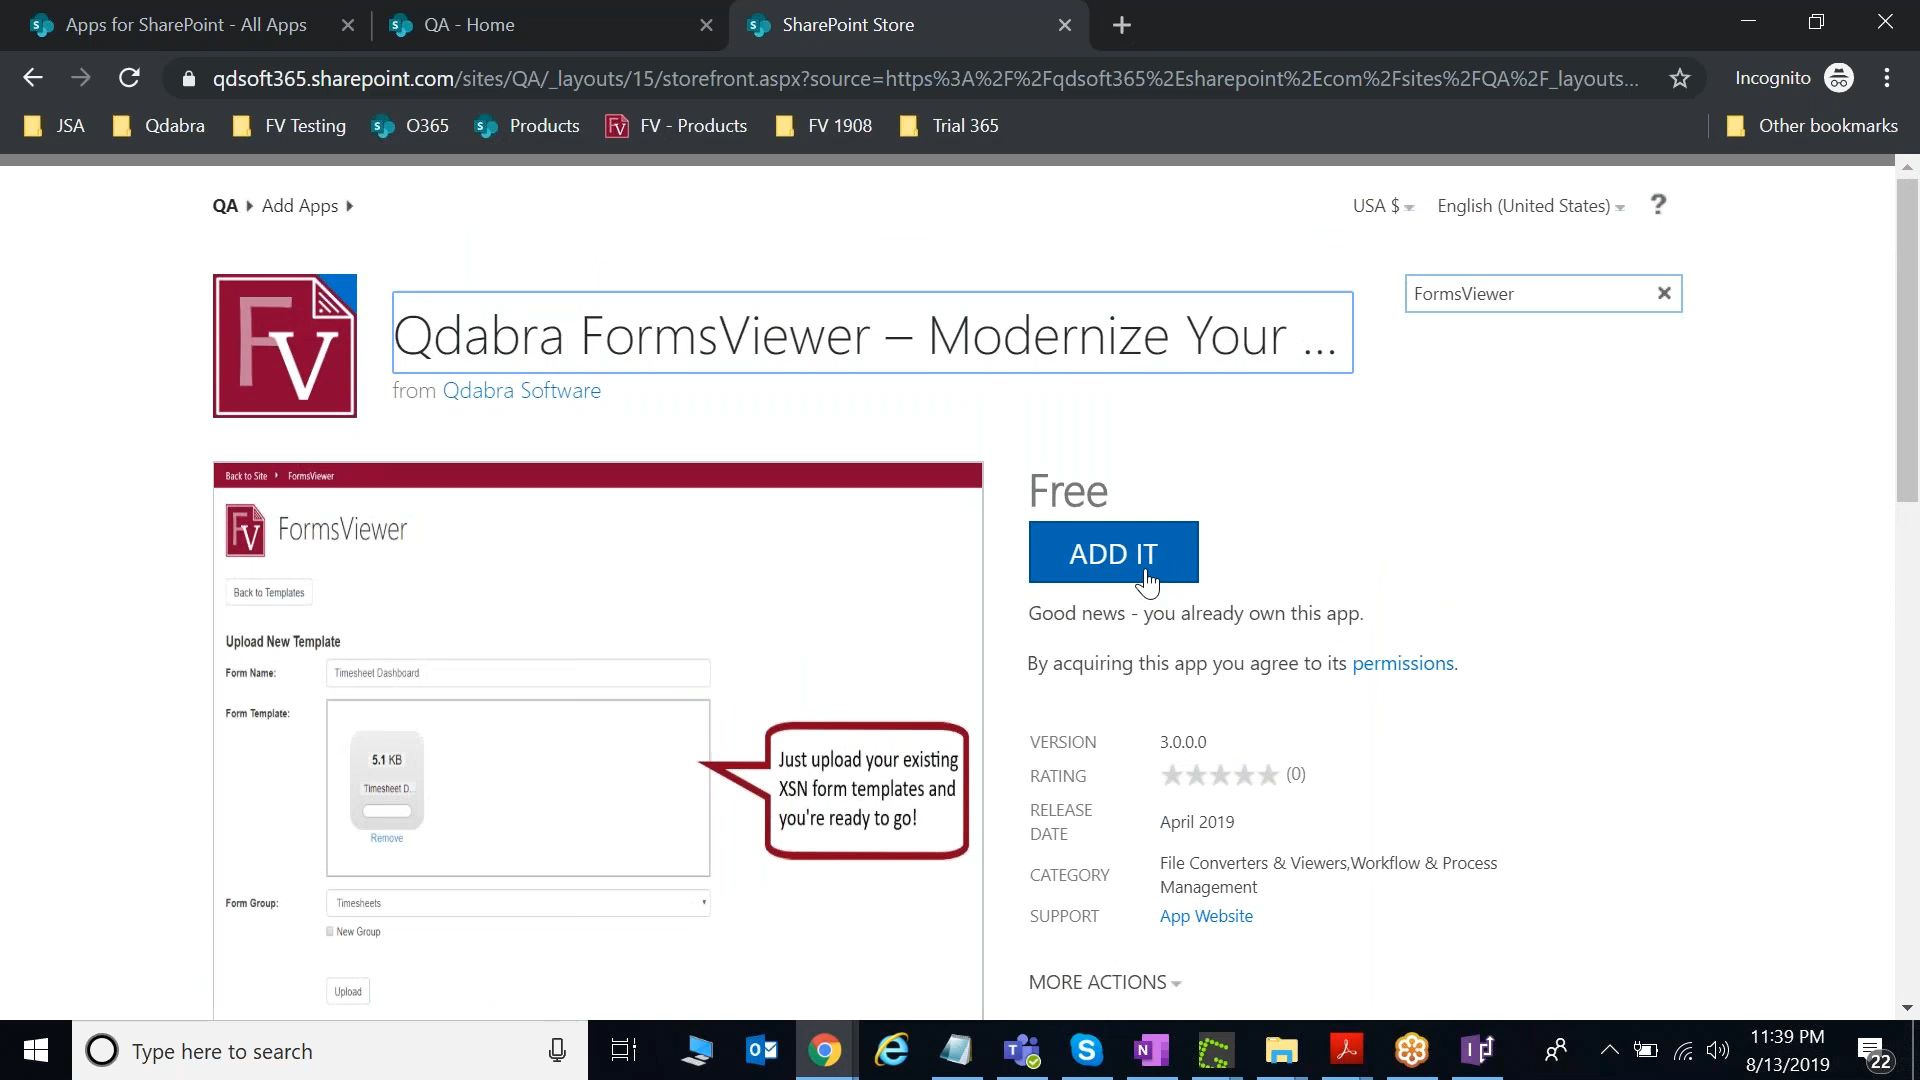 Apps for SharePoint - All Apps
QA - Home
SharePoint Store
qdsoft365.sharepoint.com/sites/QA/_layouts/15/storefront.aspx?source=https%3A%2F%2Fqdsoft365%2Esharepoint%2Ecom%2Fsites%2FQA%2F_layouts...
Incognito
JSA
Qdabra
FV Testing
O365
Products
FV - Products
FV 1908
Trial 365
Other bookmarks
QA Add Apps
USA $
English (United States)
?
FV
Qdabra FormsViewer – Modernize Your ...
FormsViewer
from Qdabra Software
Back to Site FormsViewer
FV FormsViewer
Back to Templates
Upload New Template
Form Name: Timesheet Dashboard
Form Template:
5.1 KB
Timesheet D...
Remove
Just upload your existing
XSN form templates and
you're ready to go!
Form Group: Timesheets
New Group
Upload
Free
ADD IT
Good news - you already own this app.
By acquiring this app you agree to its permissions.
VERSION 3.0.0.0
RATING (0)
RELEASE
DATE
April 2019
CATEGORY
File Converters & Viewers,Workflow & Process
Management
SUPPORT App Website
MORE ACTIONS
Type here to search
11:39 PM
8/13/2019
22